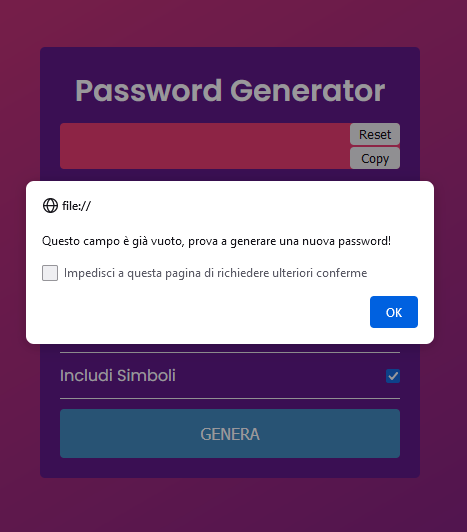 Password Generator
Reset
Copy
file://
Questo campo è già vuoto, prova a generare una nuova password!
Impedisci a questa pagina di richiedere ulteriori conferme
OK
Includi Simboli
GENERA